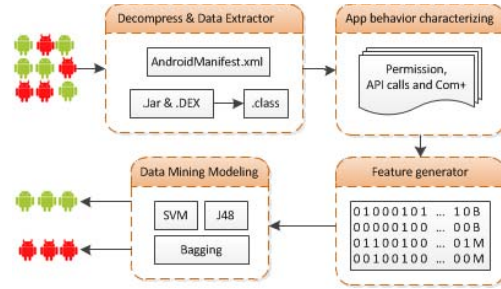 Decompress & Data Extractor
AndroidManifest.xml
.Jar & .DEX
.class
App behavior characterizing
Permission,
API calls and Com+
Feature generator
01000101 ... 10B
00000100 ... 00B
01100100 ... 01M
00100100 ... 00M
Data Mining Modeling
SVM
J48
Bagging